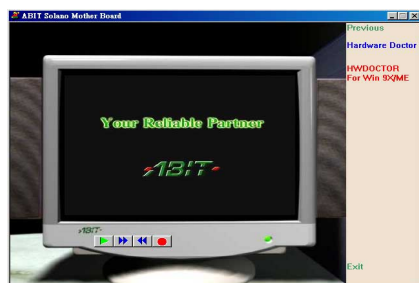 ABIT Solano Mother Board
Previous
Hardware Doctor
HWDOCTOR
For Win 9X/ME
Your Reliable Partner
ABIT
ABIT
Exit